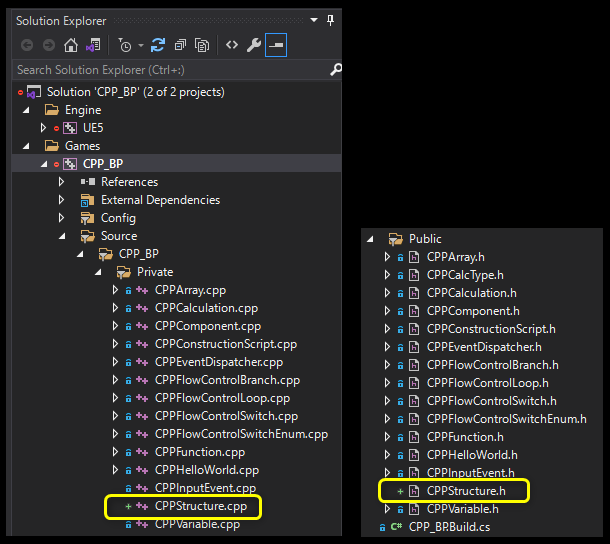 Solution Explorer
Search Solution Explorer (Ctrl+;)
Solution 'CPP_BP' (2 of 2 projects)
Engine
UE5
Games
CPP_BP
References
External Dependencies
Config
Source
CPP_BP
Private
CPPArray.cpp
CPPCalculation.cpp
CPPComponent.cpp
CPPConstructionScript.cpp
CPPEventDispatcher.cpp
CPPFlowControlBranch.cpp
CPPFlowControlLoop.cpp
CPPFlowControlSwitch.cpp
CPPFlowControlSwitchEnum.cpp
CPPFunction.cpp
CPPHelloWorld.cpp
CPPInputEvent.cpp
CPPStructure.cpp
CPPVariable.cpp
Public
CPPArray.h
CPPCalcType.h
CPPCalculation.h
CPPComponent.h
CPPConstructionScript.h
CPPEventDispatcher.h
CPPFlowControlBranch.h
CPPFlowControlLoop.h
CPPFlowControlSwitch.h
CPPFlowControlSwitchEnum.h
CPPFunction.h
CPPHelloWorld.h
CPPInputEvent.h
CPPStructure.h
CPPVariable.h
C# CPP_BP.Build.cs